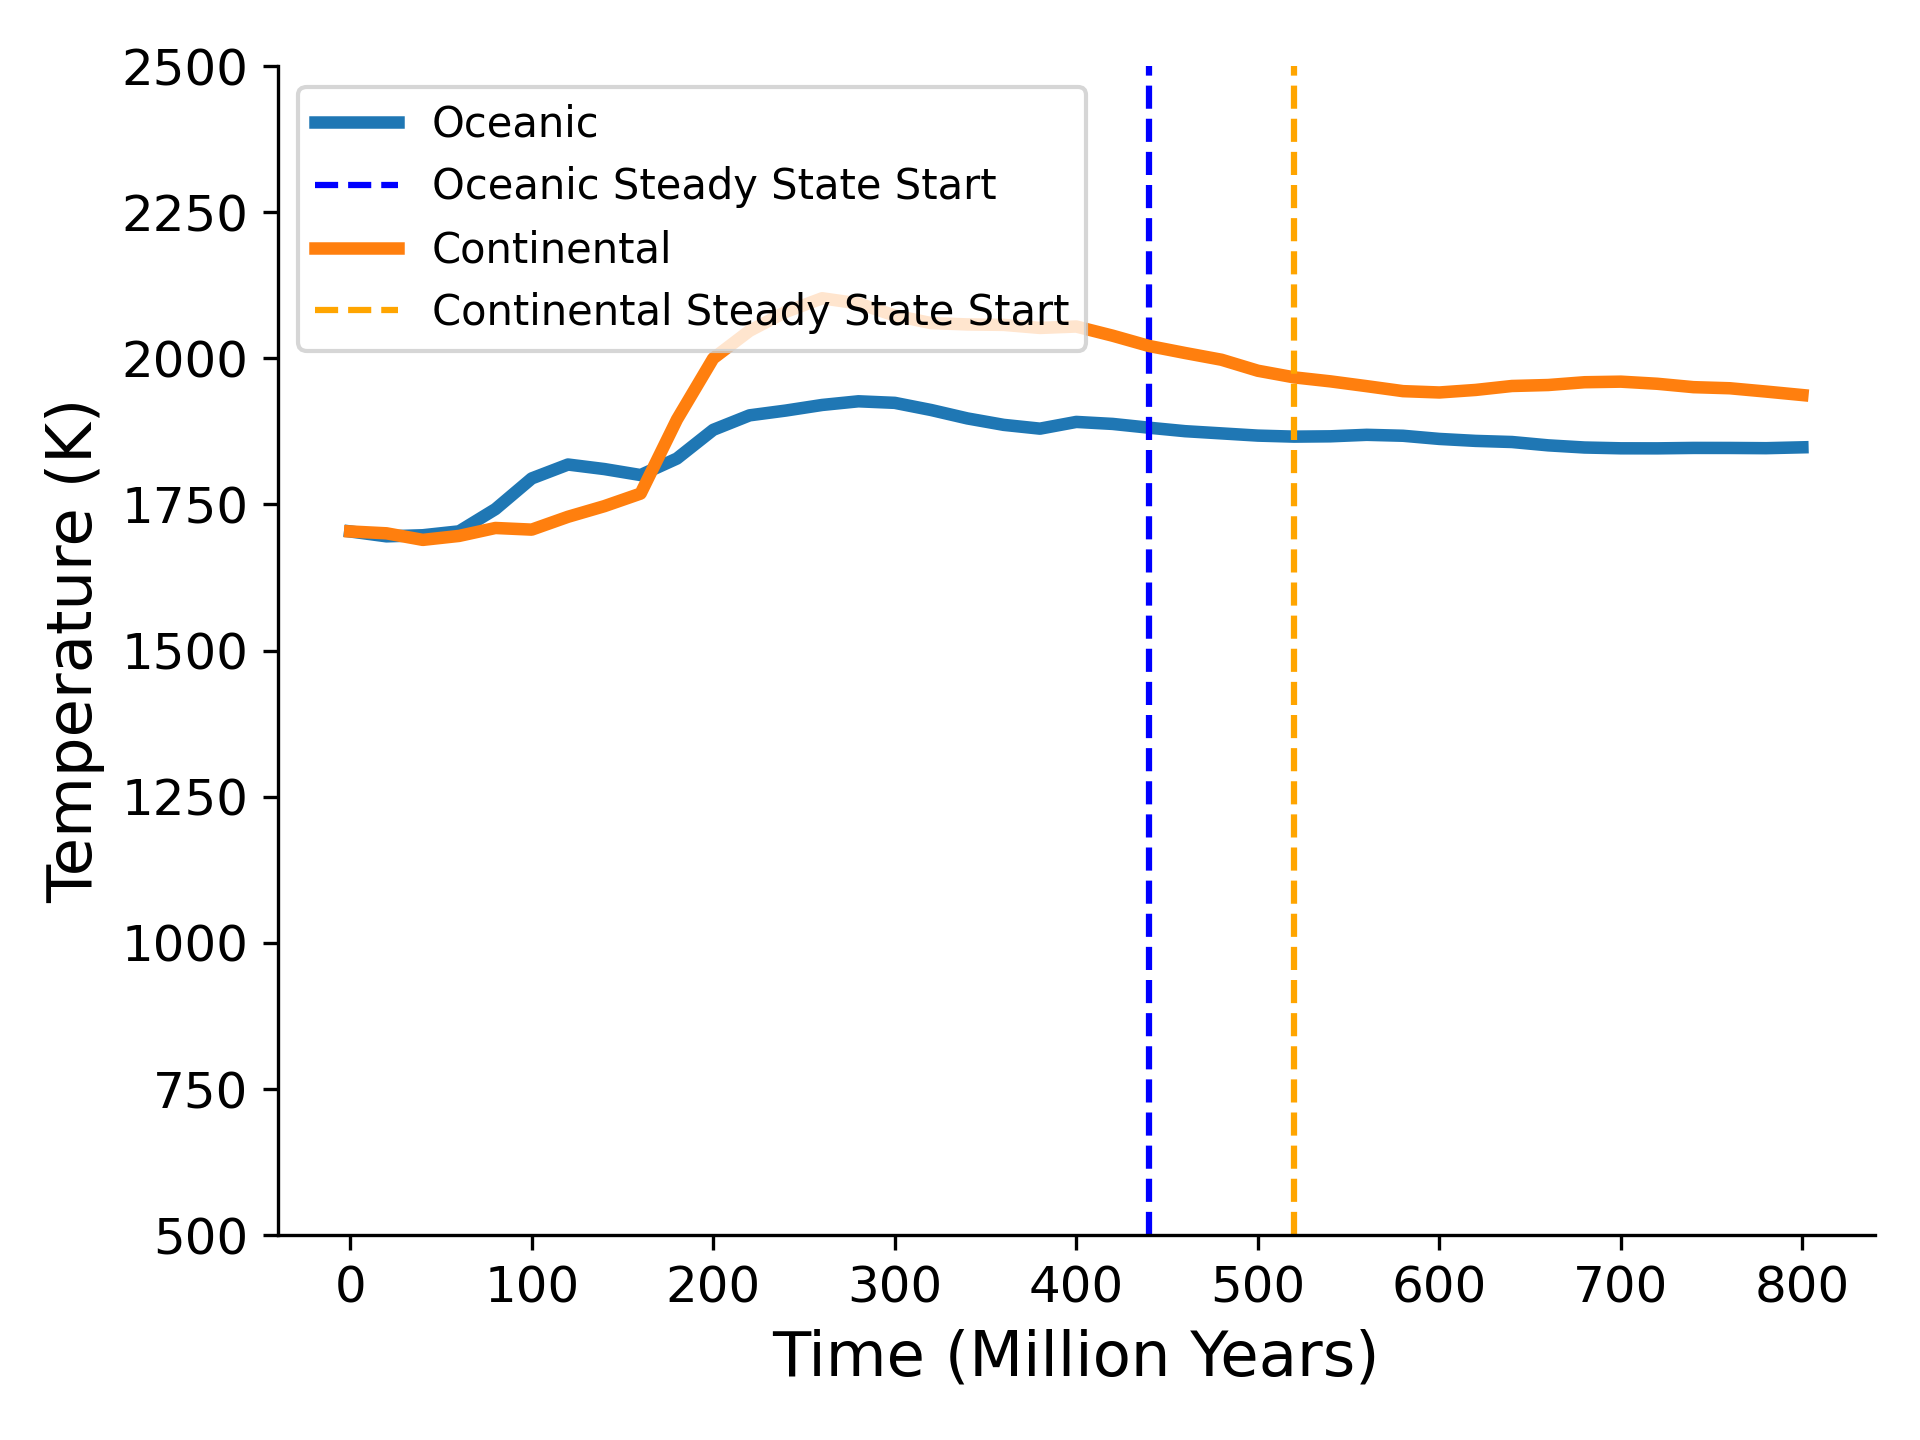 Oceanic
Oceanic Steady State Start
Continental
Continental Steady State Start
Temperature (K)
2500
2250
2000
1750
1500
1250
1000
750
500
0 100 200 300 400 500 600 700 800
Time (Million Years)